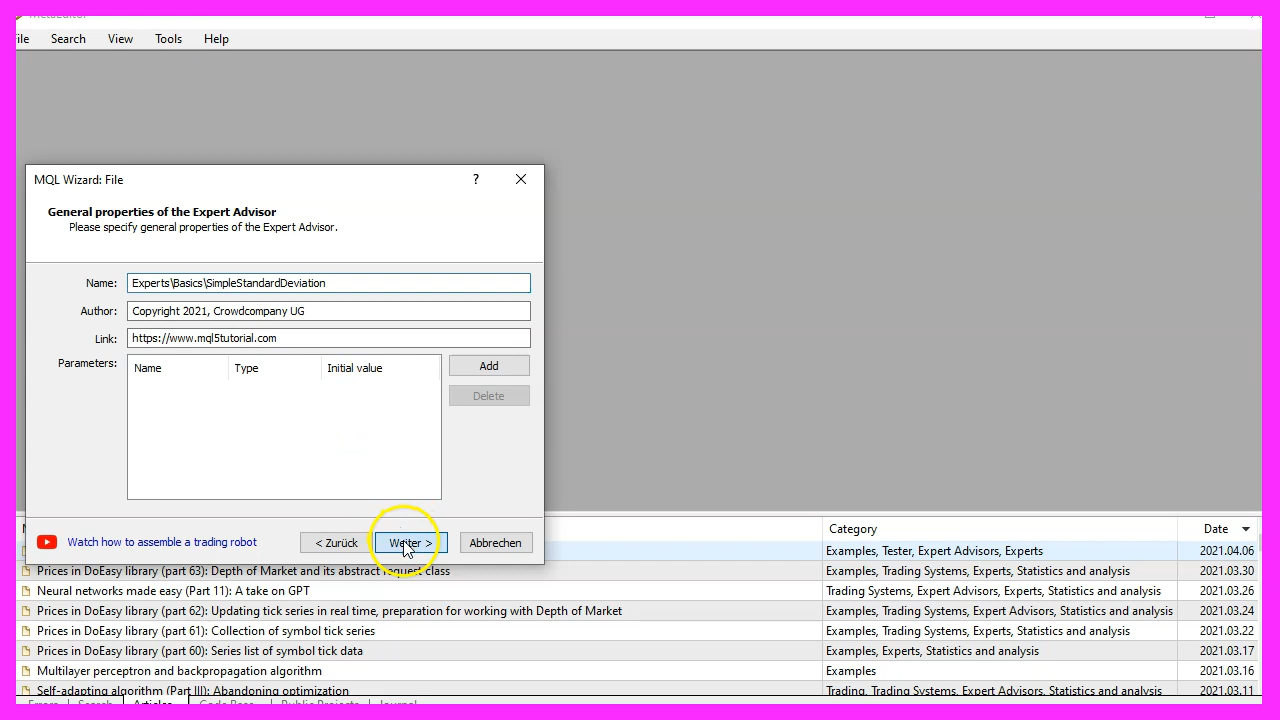 MetaEditor
ile Search View Tools Help
MQL Wizard: File ?
General properties of the Expert Advisor
Please specify general properties of the Expert Advisor.
Name: Experts\Basics\SimpleStandardDeviation
Author: Copyright 2021, Crowdcompany UG
Link: https://www.mql5tutorial.com
Parameters: Name Type Initial value Add
Delete
Watch how to assemble a trading robot < Zurück Weiter > Abbrechen
Category Date
Examples, Tester, Expert Advisors, Experts 2021.04.06
Prices in DoEasy library (part 63): Depth of Market and its abstract request class Examples, Trading Systems, Experts, Statistics and analysis 2021.03.30
Neural networks made easy (Part 11): A take on GPT Trading Systems, Examples, Experts, Statistics and analysis 2021.03.26
Prices in DoEasy library (part 62): Updating tick series in real time, preparation for working with Depth of Market Examples, Trading Systems, Expert Advisors, Statistics and analysis 2021.03.24
Prices in DoEasy library (part 61): Collection of symbol tick series Examples, Trading Systems, Experts, Statistics and analysis 2021.03.22
Prices in DoEasy library (part 60): Series list of symbol tick data Examples, Experts, Statistics and analysis 2021.03.17
Multilayer perceptron and backpropagation algorithm Examples 2021.03.16
Self-adapting algorithm (Part III): Abandoning optimization Trading, Trading Systems, Expert Advisors, Statistics and analysis 2021.03.11
Errors Search Articles Code Base Public Projects Journal